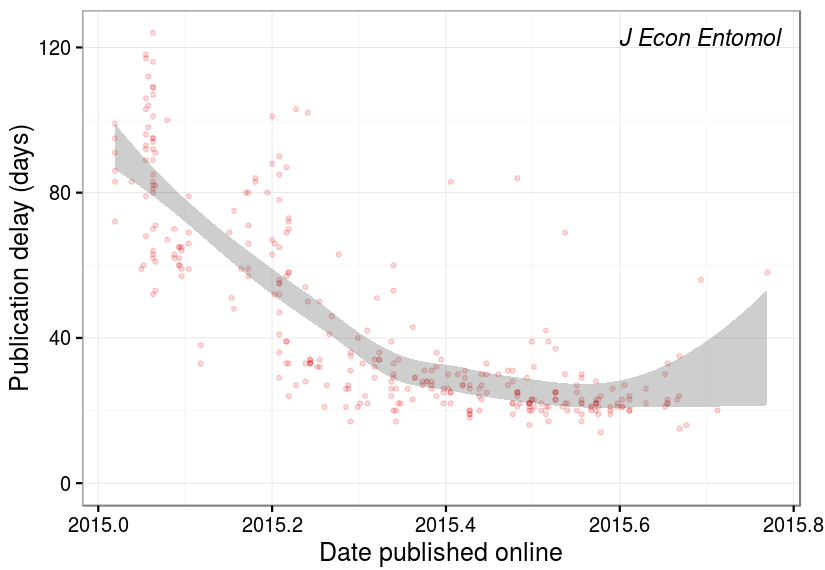 J Econ Entomol
120
80
40
0
Publication delay (days)
2015.0 2015.2 2015.4 2015.6 2015.8
Date published online